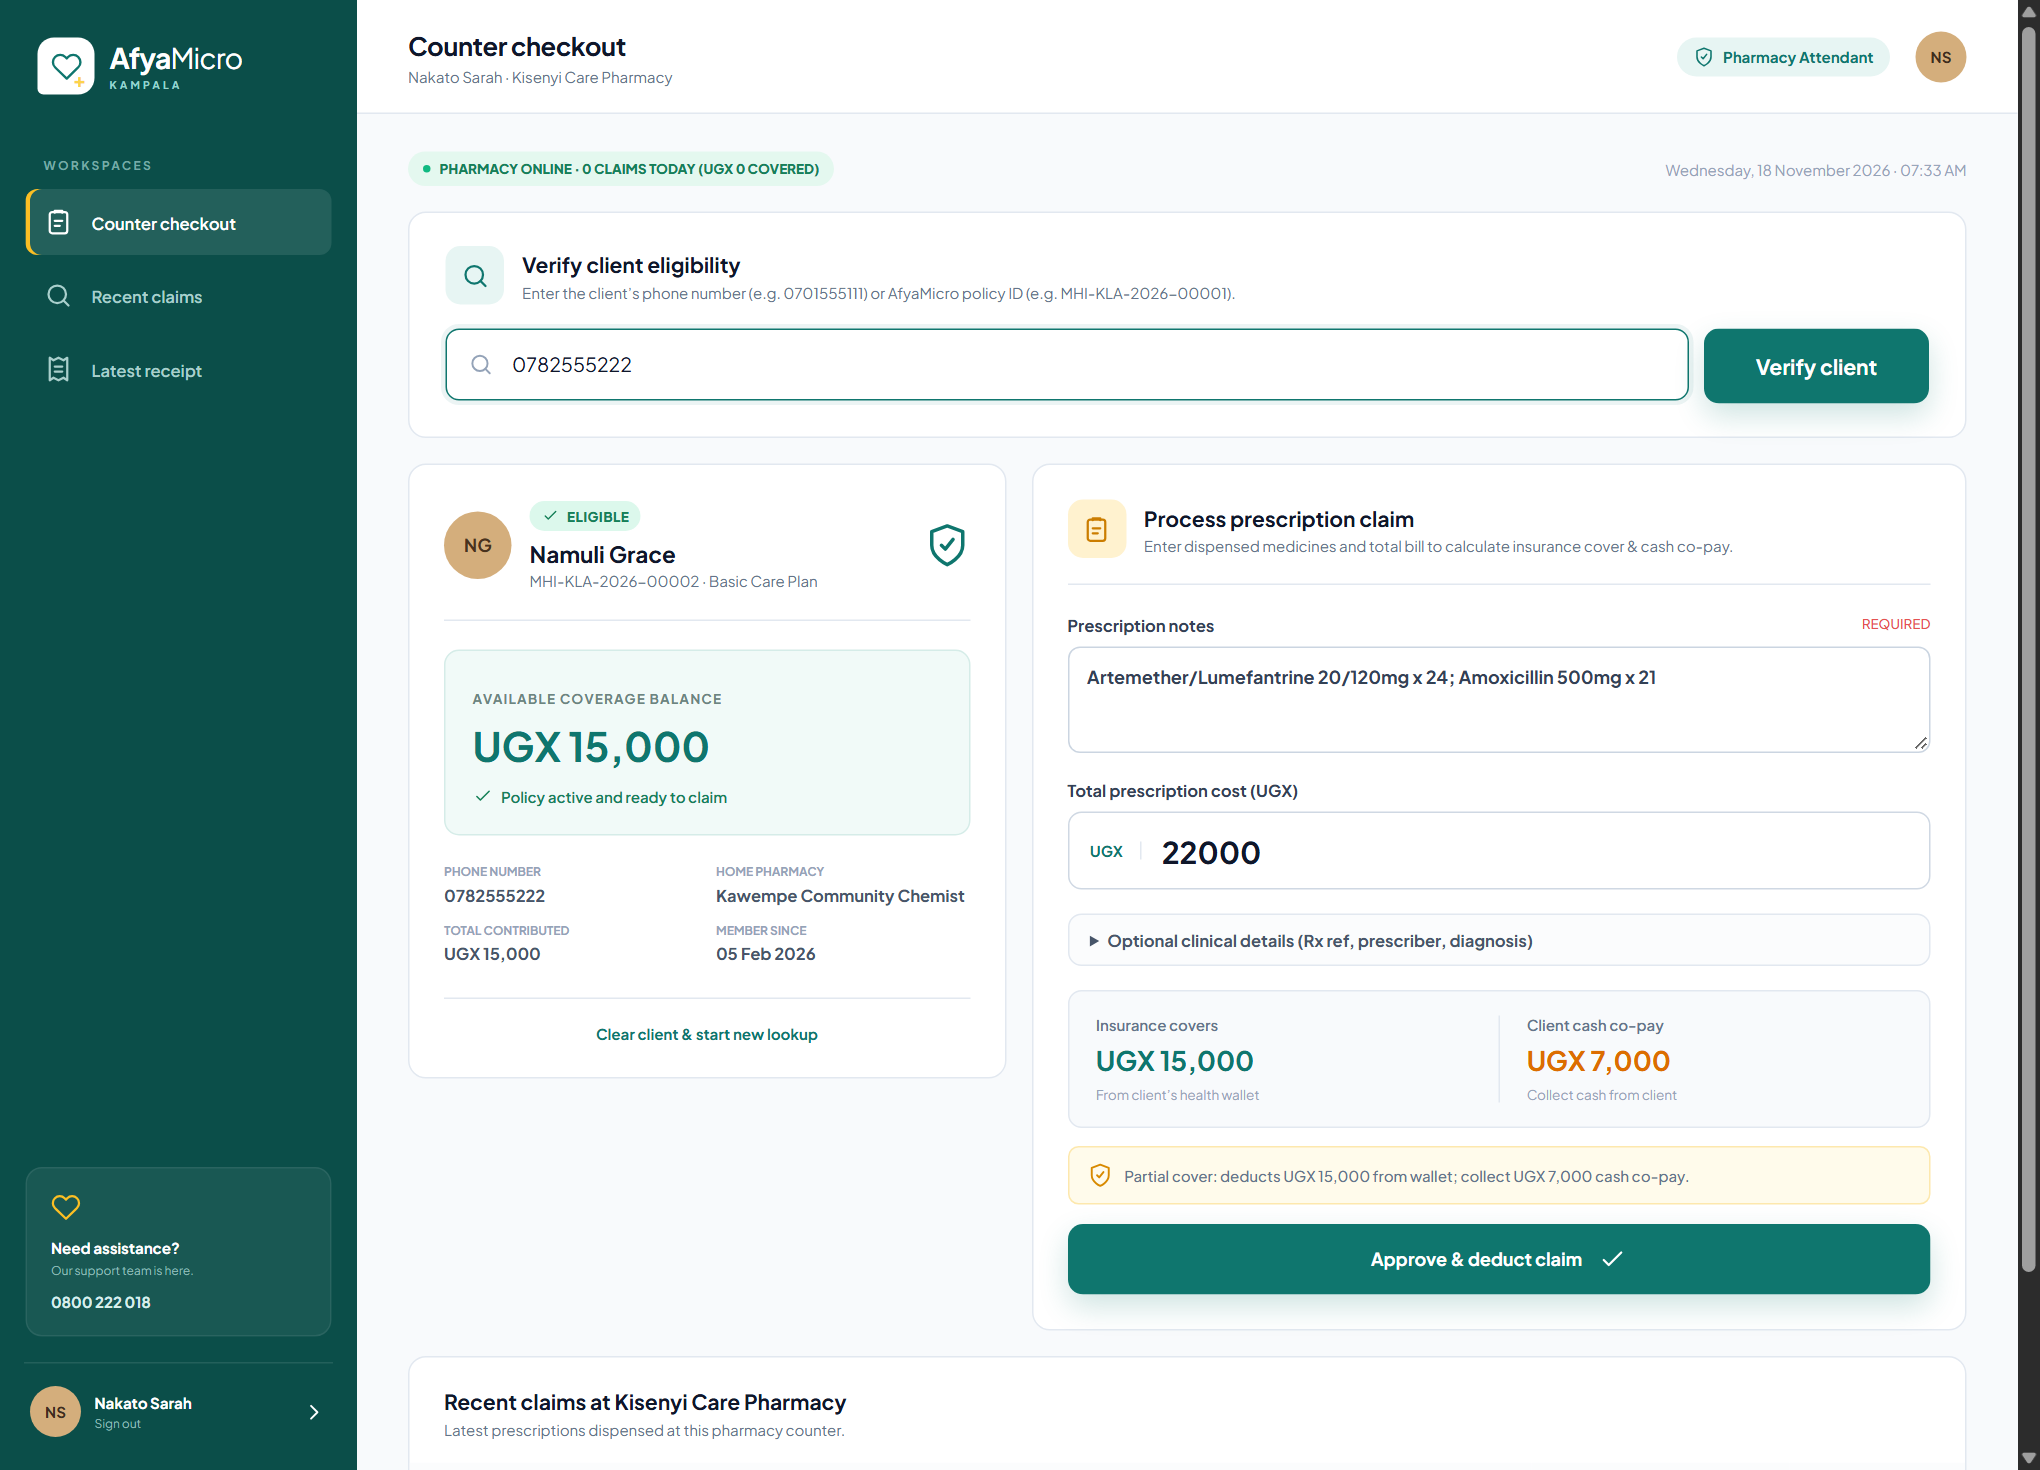 AfyaMicro
KAMPALA
WORKSPACES
Counter checkout
Recent claims
Latest receipt
Need assistance?
Our support team is here.
0800 222 018
NS
Nakato Sarah
Sign out
Counter checkout
Nakato Sarah · Kisenyi Care Pharmacy
Pharmacy Attendant
NS
PHARMACY ONLINE · 0 CLAIMS TODAY (UGX 0 COVERED)
Wednesday, 18 November 2026 · 07:33 AM
Verify client eligibility
Enter the client's phone number (e.g. 0701555111) or AfyaMicro policy ID (e.g. MHI-KLA-2026-00001).
0782555222
Verify client
NG
ELIGIBLE
Namuli Grace
MHI-KLA-2026-00002 · Basic Care Plan
AVAILABLE COVERAGE BALANCE
UGX 15,000
Policy active and ready to claim
PHONE NUMBER
0782555222
HOME PHARMACY
Kawempe Community Chemist
TOTAL CONTRIBUTED
UGX 15,000
MEMBER SINCE
05 Feb 2026
Clear client & start new lookup
Process prescription claim
Enter dispensed medicines and total bill to calculate insurance cover & cash co-pay.
Prescription notes
REQUIRED
Artemether/Lumefantrine 20/120mg x 24; Amoxicillin 500mg x 21
Total prescription cost (UGX)
UGX
22000
Optional clinical details (Rx ref, prescriber, diagnosis)
Insurance covers
UGX 15,000
From client's health wallet
Client cash co-pay
UGX 7,000
Collect cash from client
Partial cover: deducts UGX 15,000 from wallet; collect UGX 7,000 cash co-pay.
Approve & deduct claim
Recent claims at Kisenyi Care Pharmacy
Latest prescriptions dispensed at this pharmacy counter.